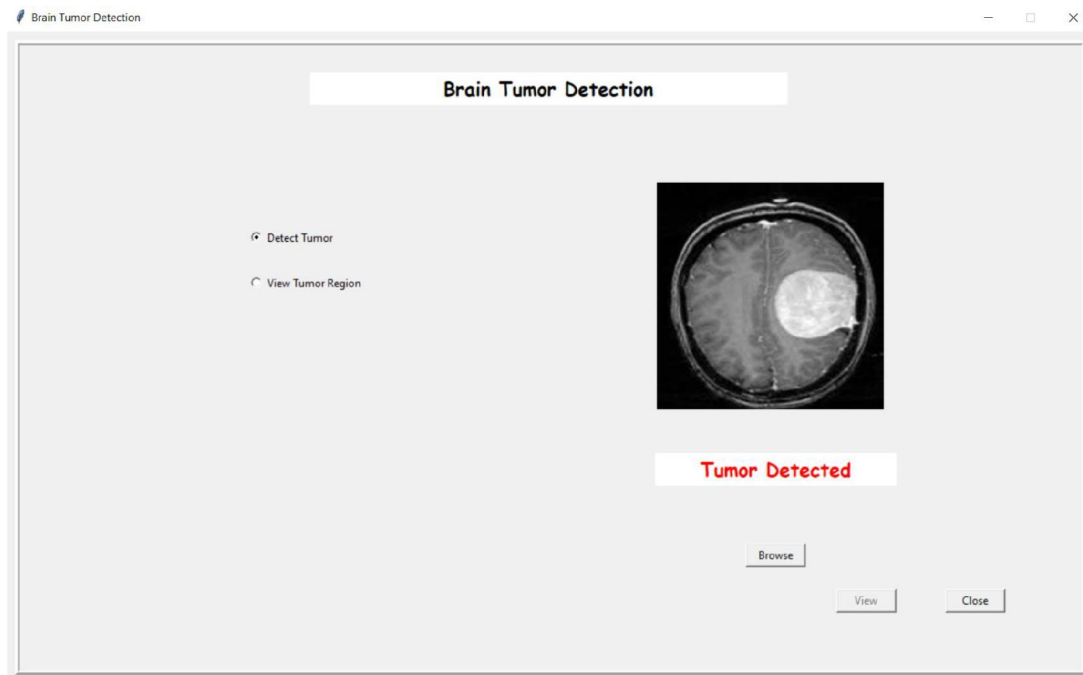 Brain Tumor Detection
Brain Tumor Detection
Detect Tumor
View Tumor Region
Tumor Detected
Browse
View
Close